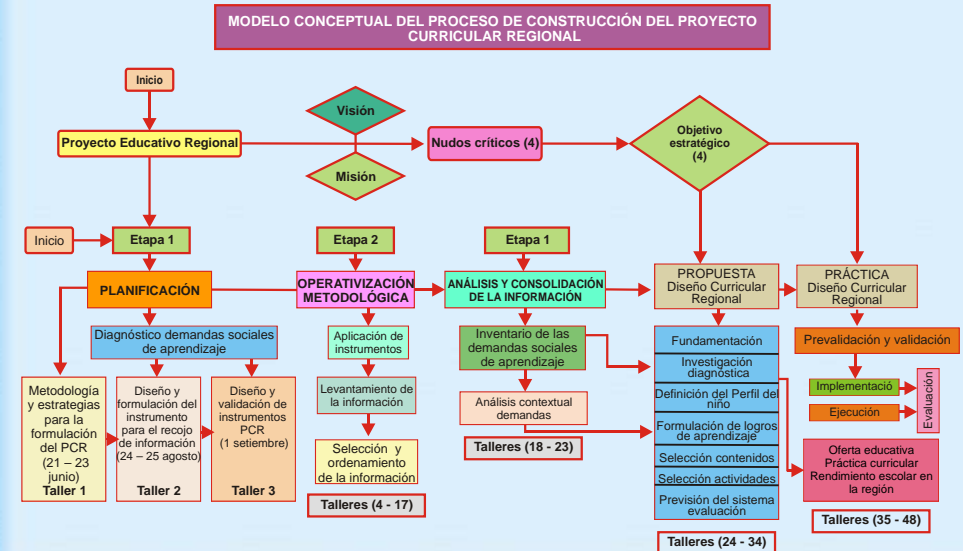 MODELO CONCEPTUAL DEL PROCESO DE CONSTRUCCIÓN DEL PROYECTO
CURRICULAR REGIONAL
Inicio
Proyecto Educativo Regional
Visión
Misión
Nudos críticos (4)
Objetivo
estratégico
(4)
Inicio
Etapa 1
Etapa 2
Etapa 1
PLANIFICACIÓN
OPERATIVIZACIÓN
METODOLÓGICA
ANÁLISIS Y CONSOLIDACIÓN
DE LA INFORMACIÓN
PROPUESTA
Diseño Curricular
Regional
PRÁCTICA
Diseño Curricular
Regional
Diagnóstico demandas sociales
de aprendizaje
Metodología
y estrategias
para la
formulación
del PCR
(21 – 23
junio)
Taller 1
Diseño y
formulación del
instrumento
para el recojo
de información
(24 – 25 agosto)
Taller 2
Diseño y
validación de
instrumentos
PCR
(1 setiembre)
Taller 3
Aplicación de
instrumentos
Levantamiento de
la información
Selección y
ordenamiento
de la información
Talleres (4 - 17)
Inventario de las
demandas sociales
de aprendizaje
Análisis contextual
demandas
Talleres (18 - 23)
Fundamentación
Investigación
diagnóstica
Definición del Perfil del
niño
Formulación de logros
de aprendizaje
Selección contenidos
Selección actividades
Previsión del sistema
evaluación
Talleres (24 - 34)
Prevalidación y validación
Implementació
Ejecución
Evaluación
Oferta educativa
Práctica curricular
Rendimiento escolar en
la región
Talleres (35 - 48)